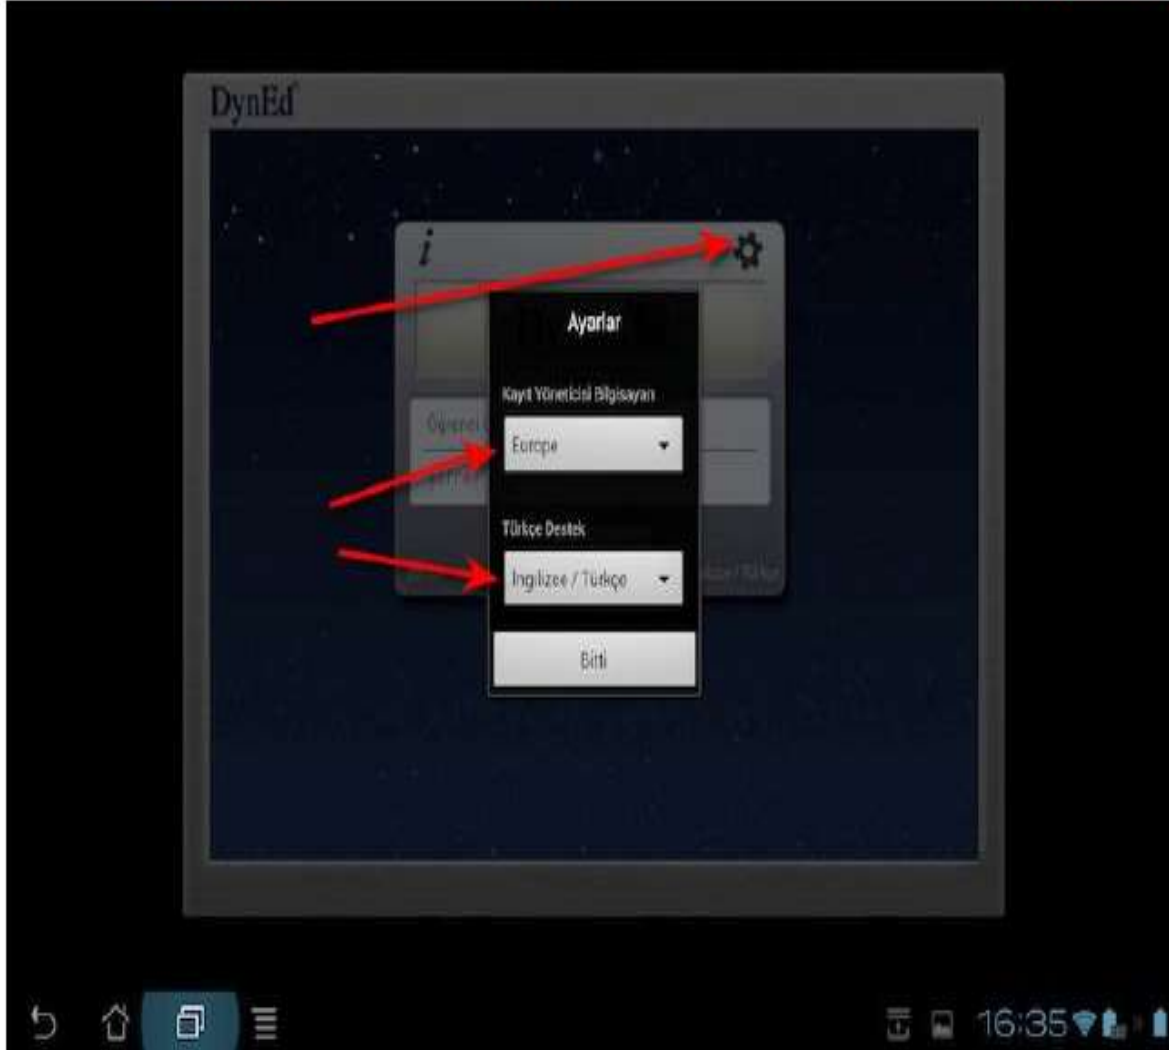 DynEd
i
Ayarlar
Kayıt Yöneticisi Bilgisayarı
Europe
Türkçe Destek
İngilizce / Türkçe
Bitti
16:35